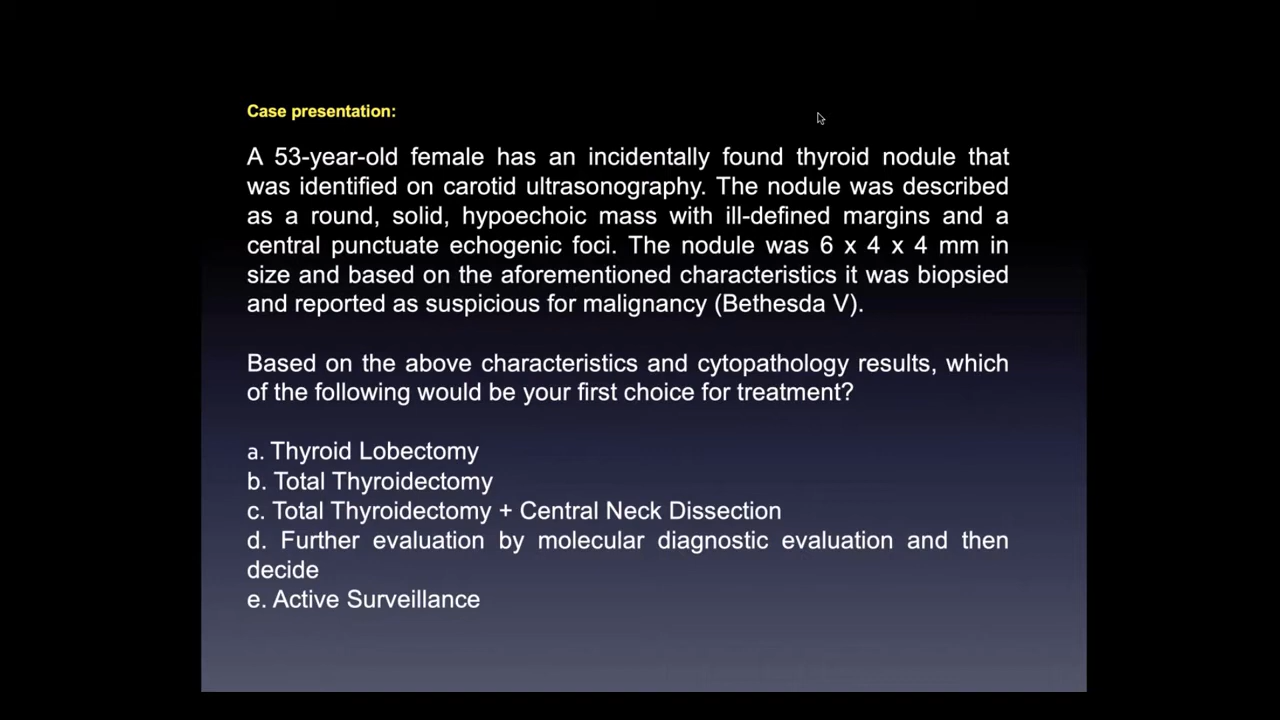 Case presentation:
A 53-year-old female has an incidentally found thyroid nodule that
was identified on carotid ultrasonography. The nodule was described
as a round, solid, hypoechoic mass with ill-defined margins and a
central punctuate echogenic foci. The nodule was 6 x 4 x 4 mm in
size and based on the aforementioned characteristics it was biopsied
and reported as suspicious for malignancy (Bethesda V).
Based on the above characteristics and cytopathology results, which
of the following would be your first choice for treatment?
a. Thyroid Lobectomy
b. Total Thyroidectomy
c. Total Thyroidectomy + Central Neck Dissection
d. Further evaluation by molecular diagnostic evaluation and then
decide
e. Active Surveillance